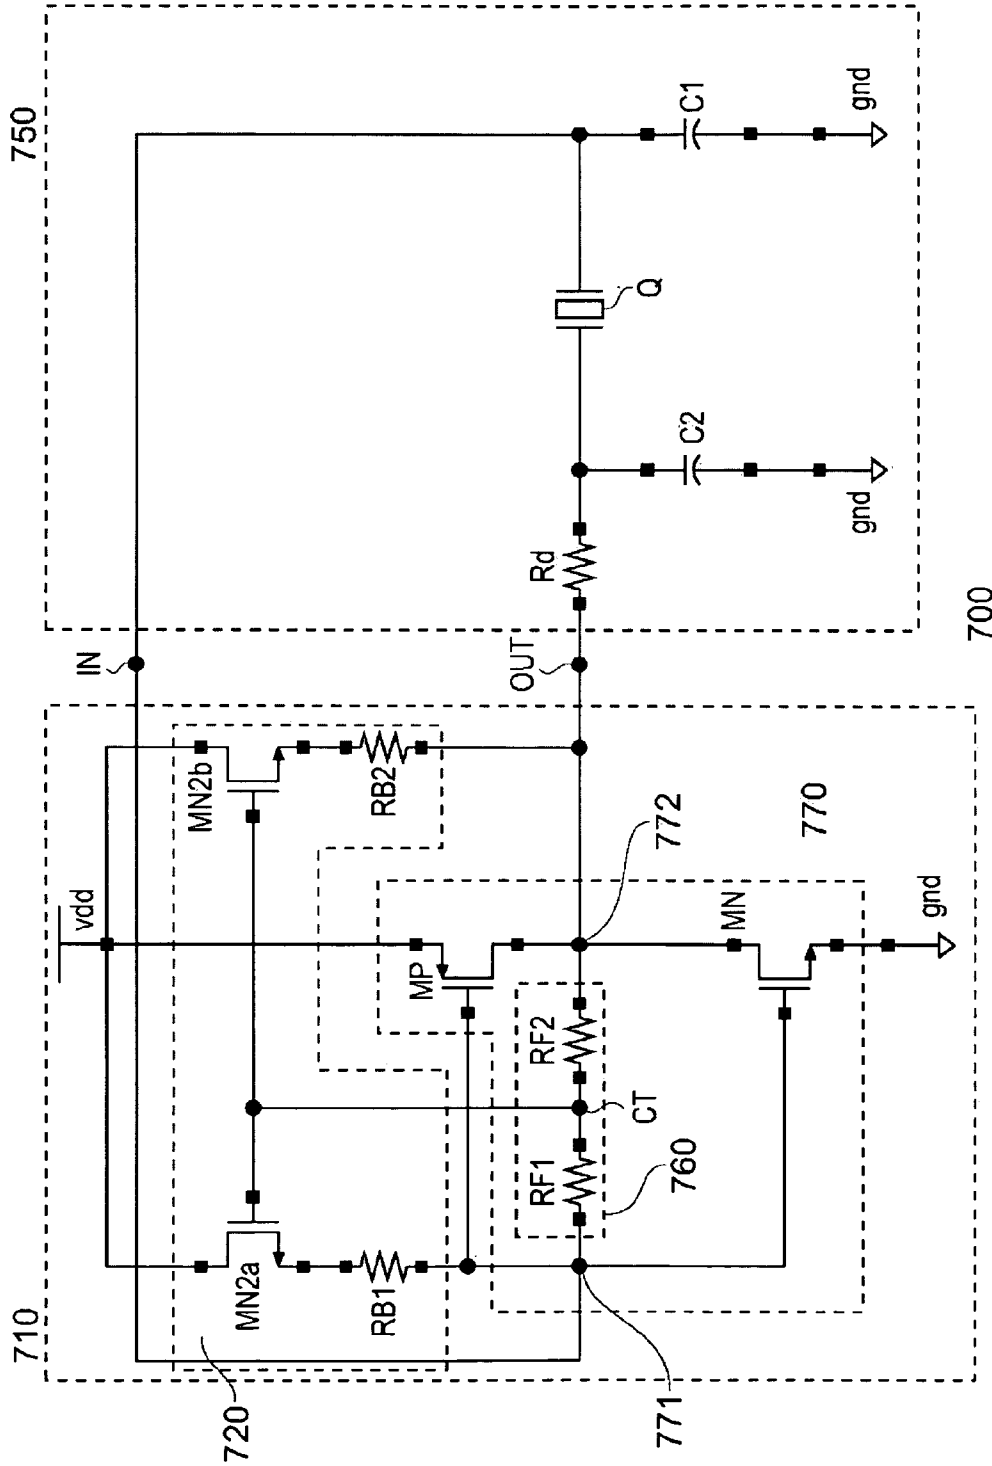 750
710
IN
vdd
MN2b
MN2a
RB2
RB1
720
OUT
Rd
Q
C1
C2
gnd
gnd
700
MP
772
770
MN
RF2
RF1
CT
760
gnd
771